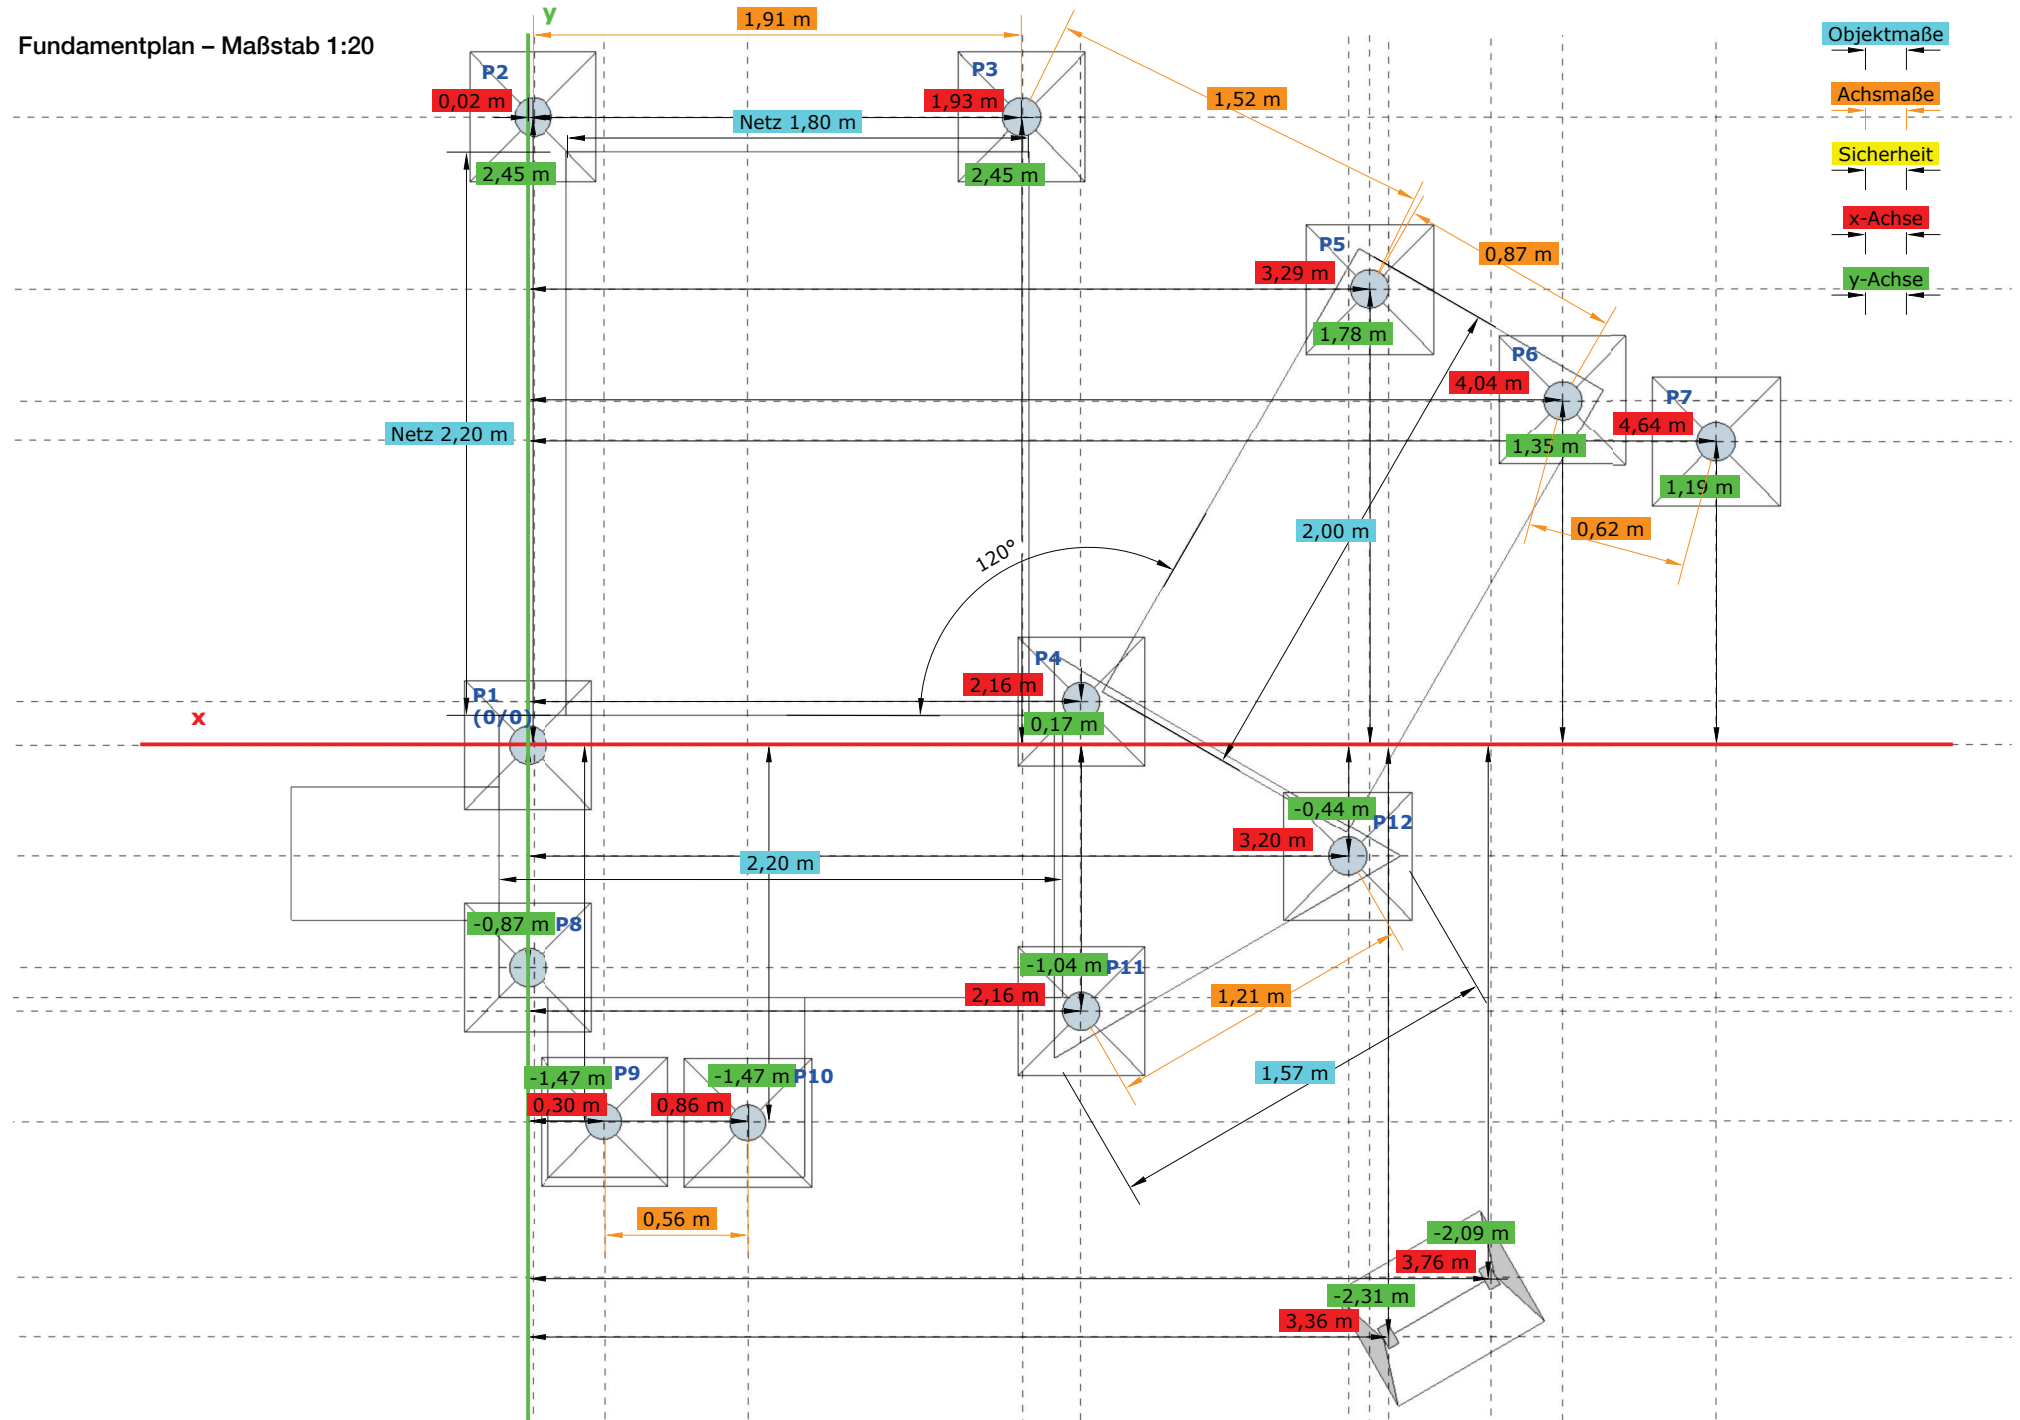 Fundamentplan – Maßstab 1:20
y
1,91 m
Objektmaße
Achsmaße
Sicherheit
x-Achse
y-Achse
P2
0,02 m
2,45 m
Netz 1,80 m
P3
1,93 m
2,45 m
1,52 m
P5
3,29 m
1,78 m
0,87 m
P6
4,04 m
1,35 m
P7
4,64 m
1,19 m
0,62 m
Netz 2,20 m
2,00 m
120°
P4
2,16 m
0,17 m
P1
(0/0)
x
-0,44 m
P12
3,20 m
2,20 m
-0,87 m
P8
-1,04 m
P11
2,16 m
1,21 m
1,57 m
-1,47 m
P9
0,30 m
-1,47 m
P10
0,86 m
0,56 m
-2,09 m
3,76 m
-2,31 m
3,36 m